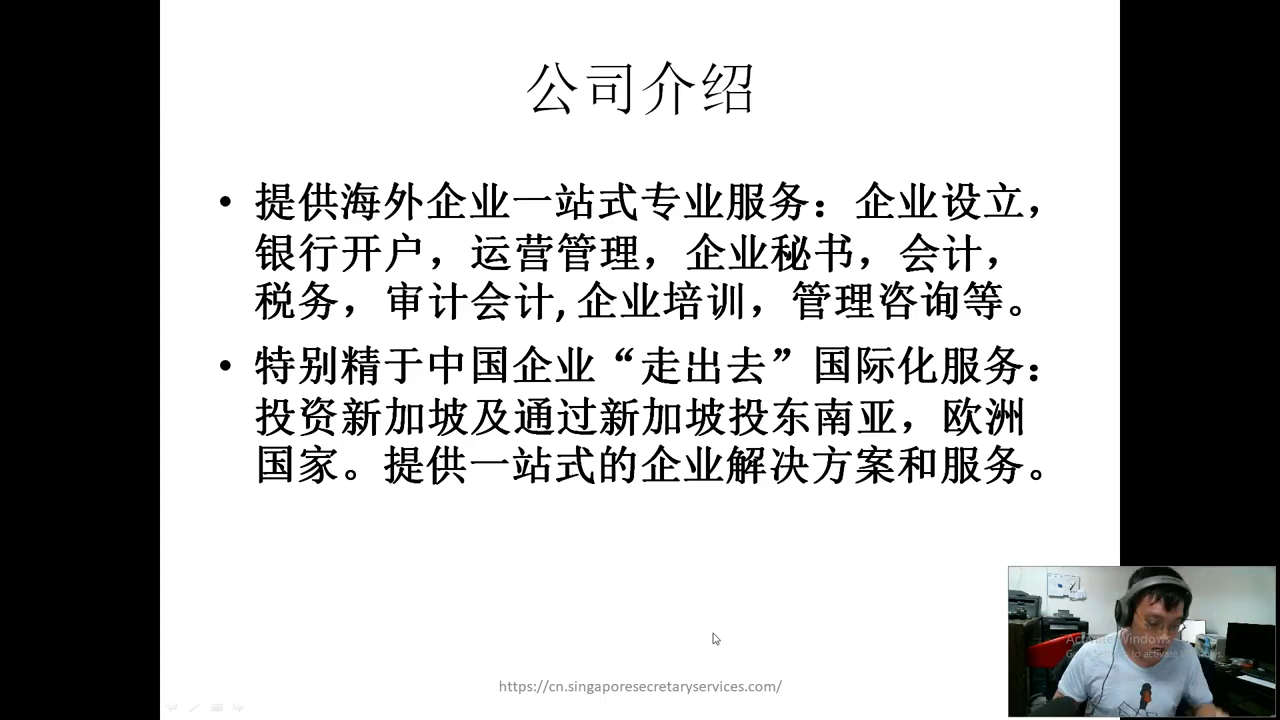 公司介绍
• 提供海外企业一站式专业服务：企业设立，
银行开户，运营管理，企业秘书，会计，
税务，审计会计, 企业培训，管理咨询等。
• 特别精于中国企业“走出去”国际化服务：
投资新加坡及通过新加坡投东南亚，欧洲
国家。提供一站式的企业解决方案和服务。
https://cn.singaporesecretaryservices.com/
Activate Windows
to activate Windows.